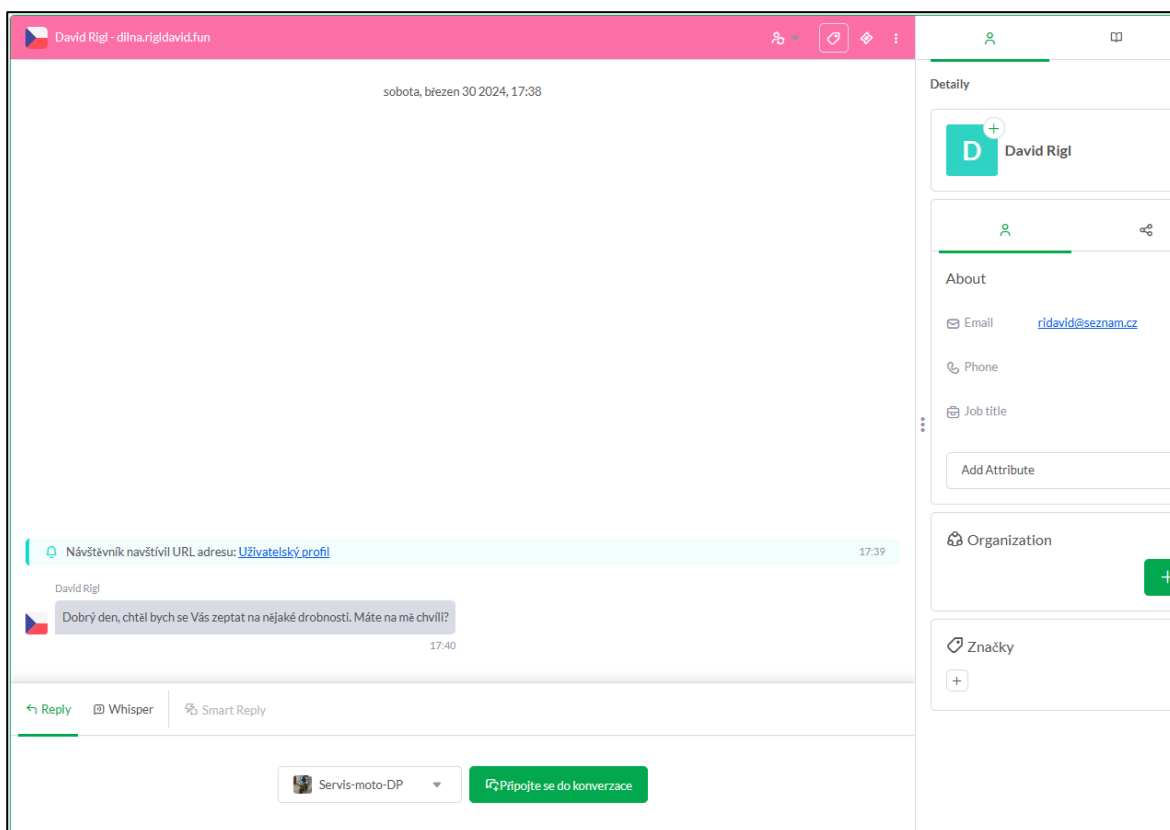 David Rigl - dilna.rigldavid.fun
sobota, březen 30 2024, 17:38
Návštěvník navštívil URL adresu: Uživatelský profil 17:39
David Rigl
Dobrý den, chtěl bych se Vás zeptat na nějaké drobnosti. Máte na mě chvíli?
17:40
Reply Whisper Smart Reply
Servis-moto-DP Připojte se do konverzace
Detaily
D David Rigl
About
Email ridavid@seznam.cz
Phone
Job title
Add Attribute
Organization
Značky